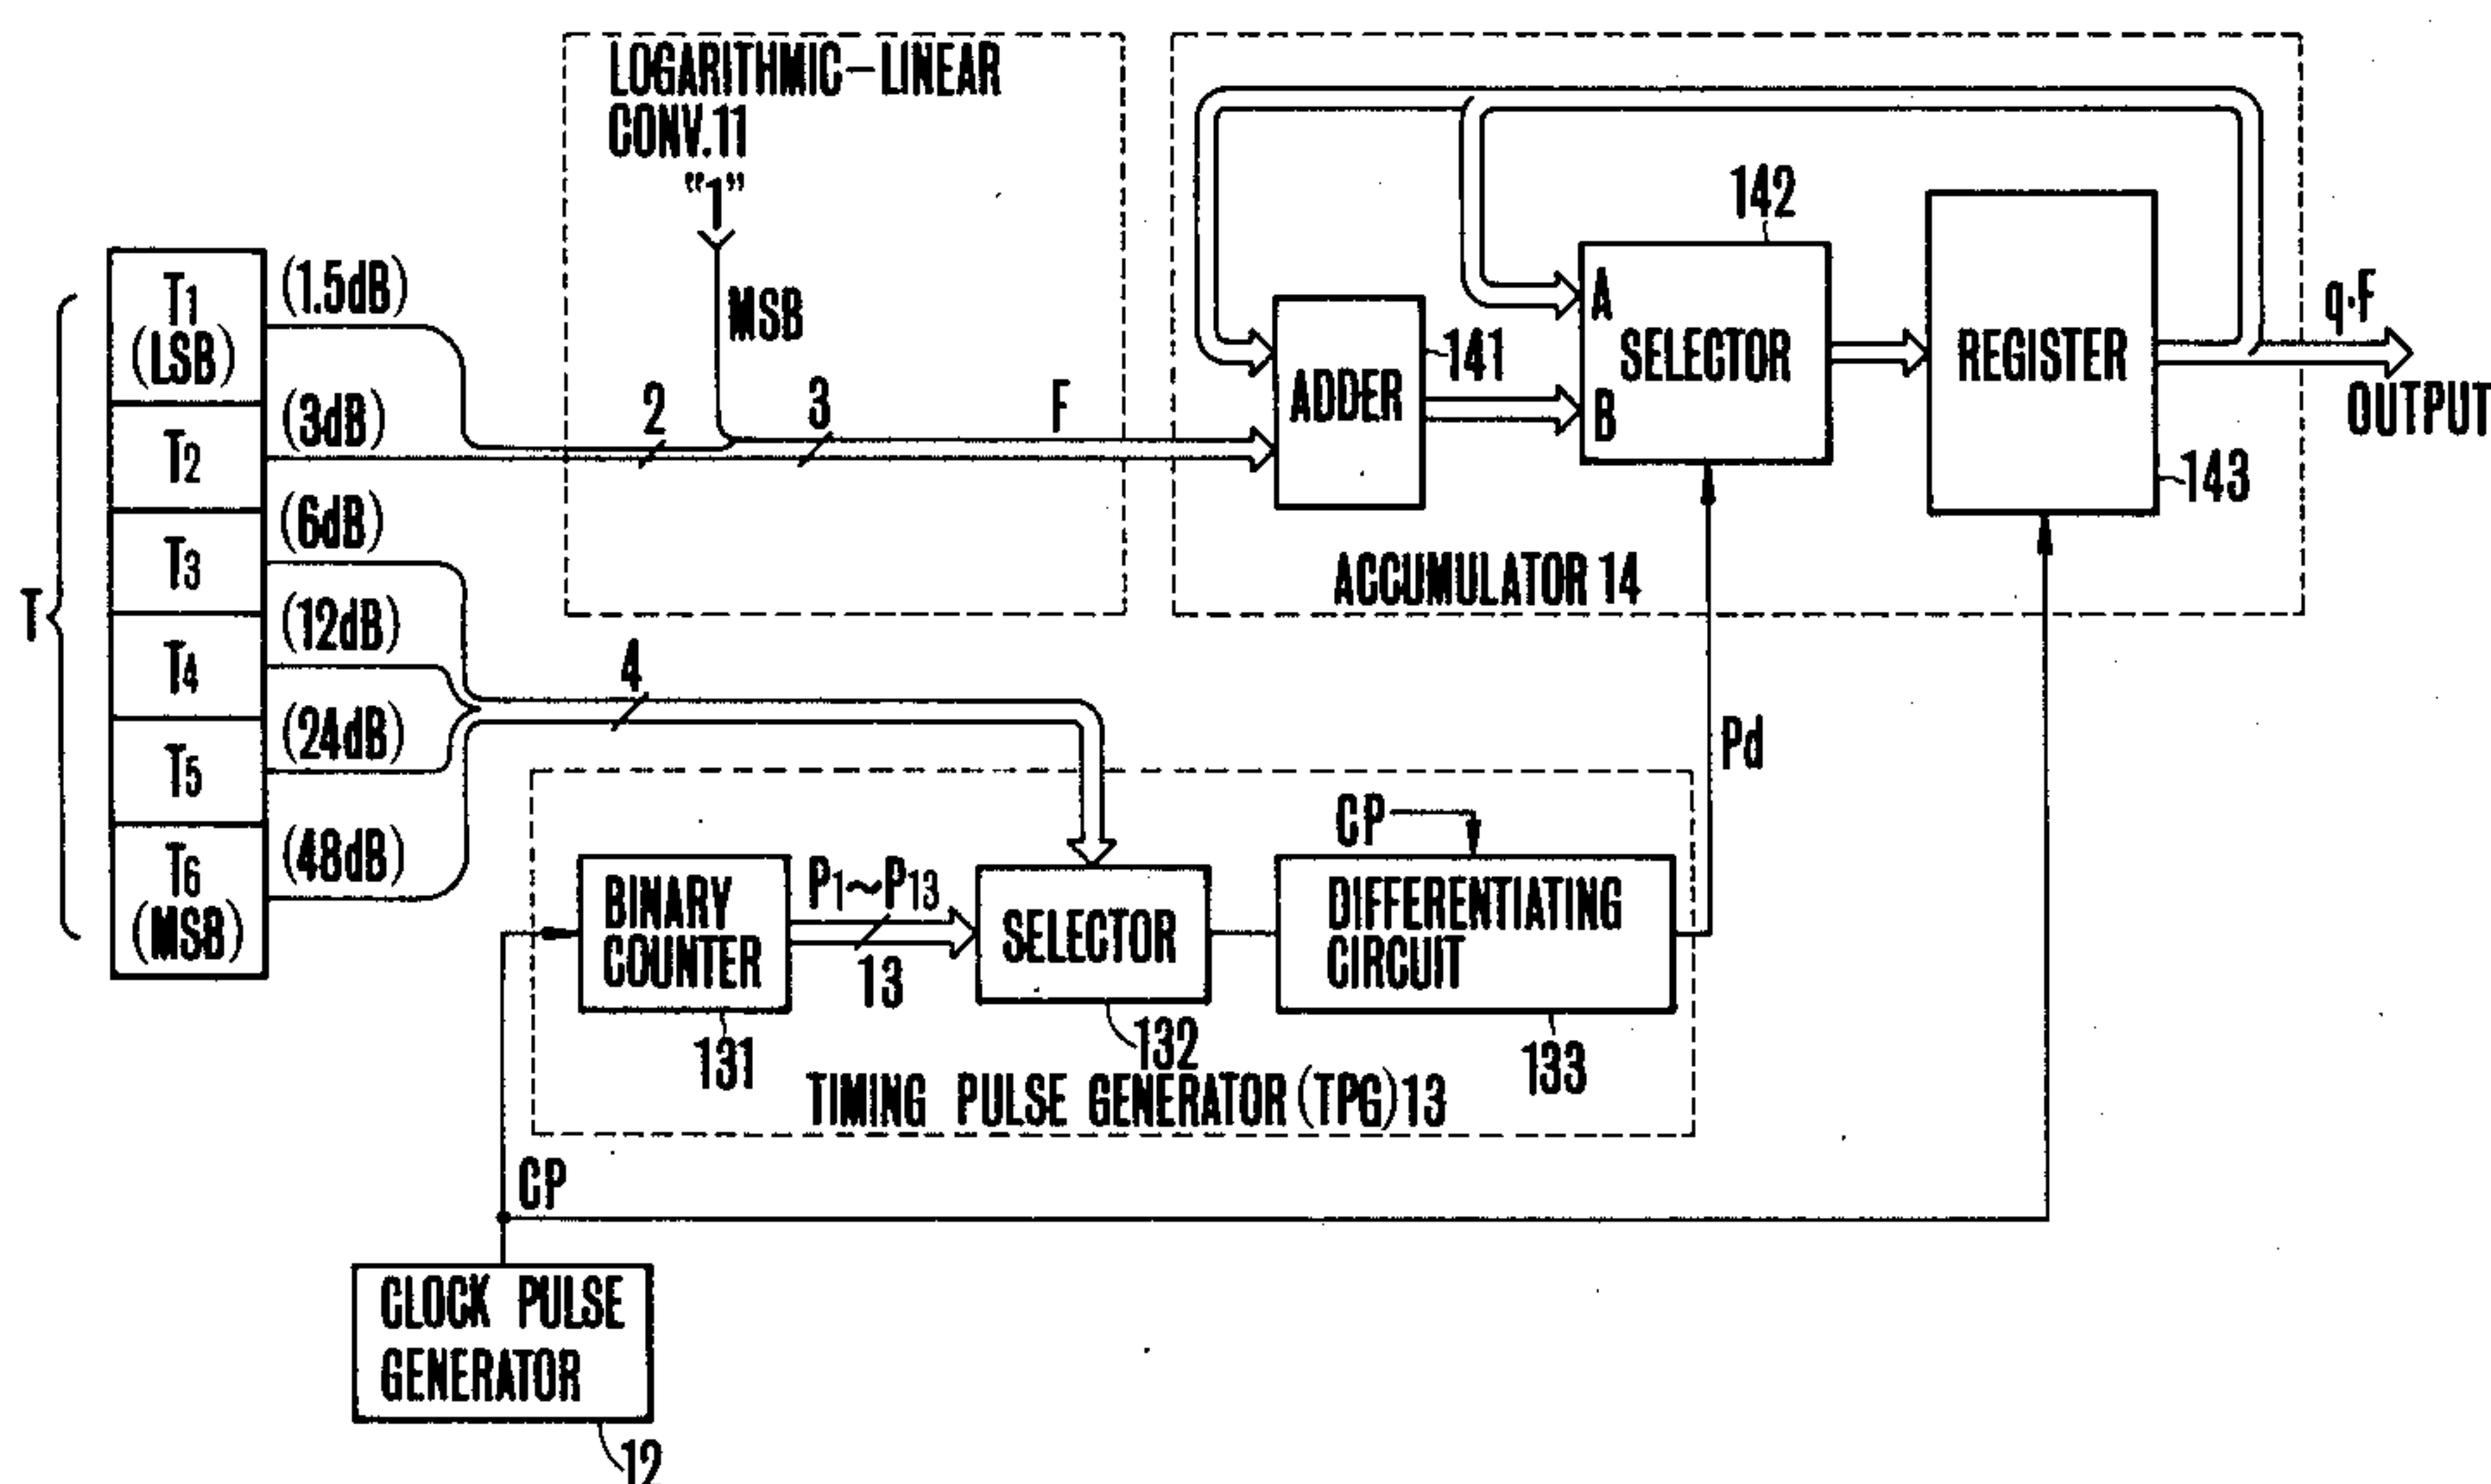 LOGARITHMIC-LINEAR
CONV.11
"1"
MSB
T
T1
(LSB)
T2
T3
T4
T5
T6
(MSB)
(1.5dB)
(3dB)
(6dB)
(12dB)
(24dB)
(48dB)
2
3
F
4
ADDER
141
A
B
SELECTOR
142
REGISTER
143
q·F
OUTPUT
ACCUMULATOR 14
Pd
CP
BINARY
COUNTER
131
P1~P13
13
SELECTOR
132
DIFFERENTIATING
CIRCUIT
133
TIMING PULSE GENERATOR (TPG)13
CP
CLOCK PULSE
GENERATOR
12